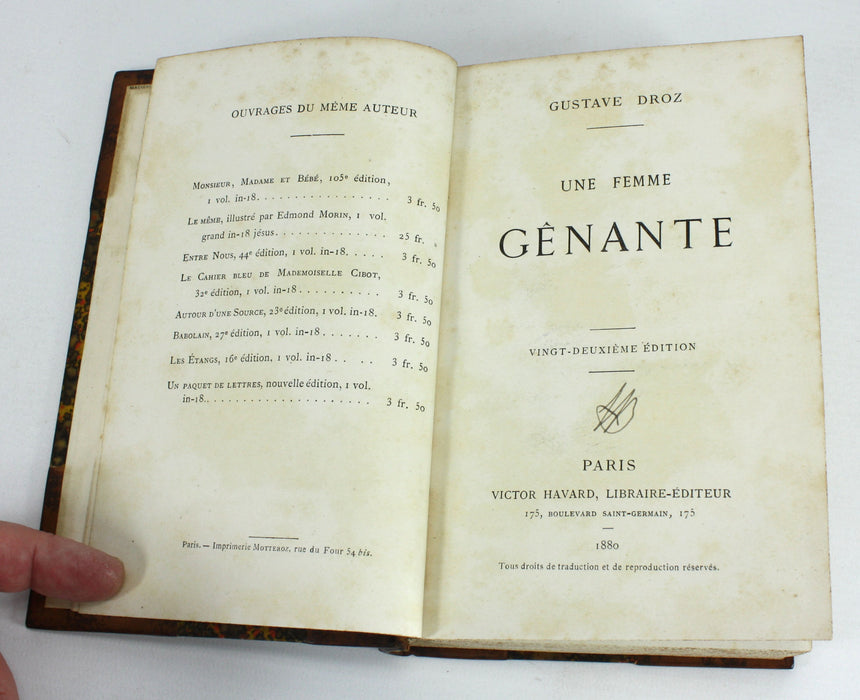 OUVRAGES DU MÊME AUTEUR
MONSIEUR, MADAME ET BÉBÉ, 105e édition,
1 vol. in-18. . . . . . . . . . . . . . . . . 3 fr. 50
LE MÊME, illustré par Edmond MORIN, 1 vol.
grand in-18 jésus. . . . . . . . . . . . . . 25 fr. »
ENTRE NOUS, 44e édition, 1 vol. in-18. . . . . 3 fr. 50
LE CAHIER BLEU DE MADEMOISELLE CIBOT,
32e édition, 1 vol. in-18 . . . . . . . . . . 3 fr. 50
AUTOUR D'UNE SOURCE, 23e édition, 1 vol. in-18. 3 fr. 50
BABOLAIN, 27e édition, 1 vol. in-18 . . . . . . . 3 fr. 50
LES ÉTANGS, 16e édition, 1 vol. in-18 . . . . 3 fr. 50
UN PAQUET DE LETTRES, nouvelle édition, 1 vol.
in-18. . . . . . . . . . . . . . . . . . . . . 3 fr. 50
Paris. — Imprimerie MOTTEROZ, rue du Four 54 bis.
GUSTAVE DROZ
UNE FEMME
GÊNANTE
VINGT-DEUXIÈME ÉDITION
PARIS
VICTOR HAVARD, LIBRAIRE-ÉDITEUR
175, BOULEVARD SAINT-GERMAIN, 175
1880
Tous droits de traduction et de reproduction réservés.